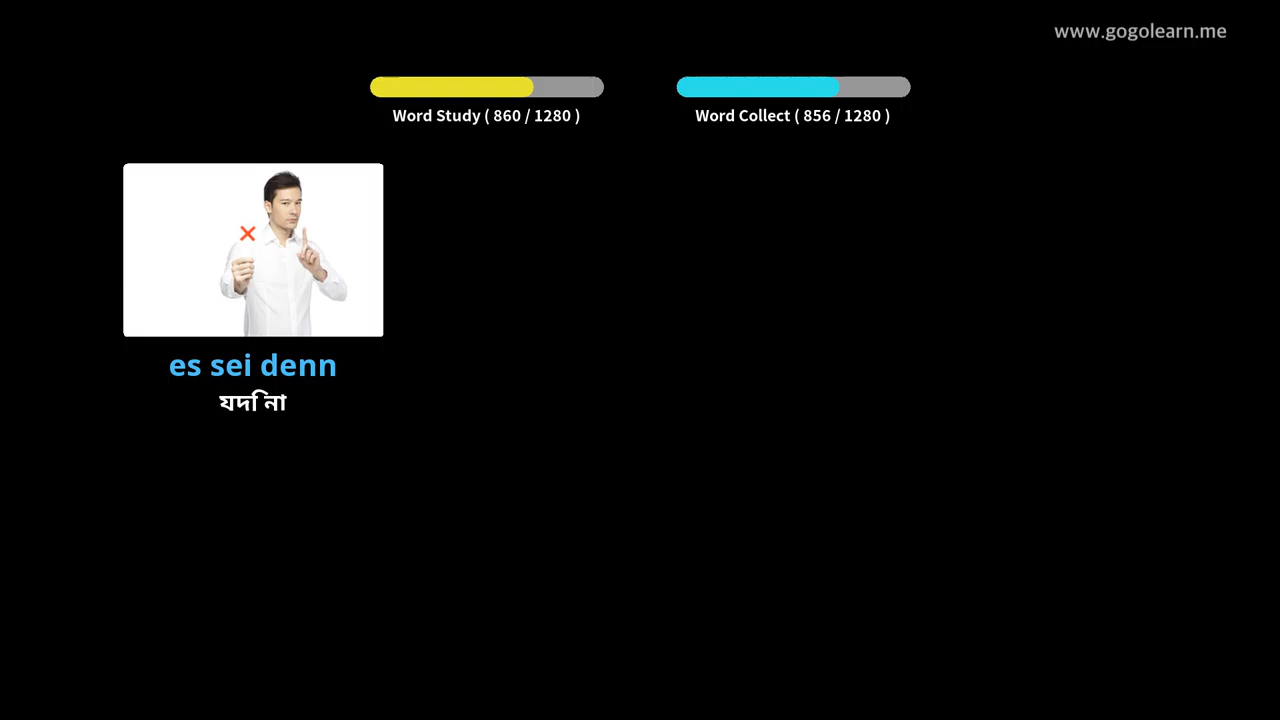 www.gogolearn.me
Word Study ( 860 / 1280 )
Word Collect ( 856 / 1280 )
es sei denn
যদি না